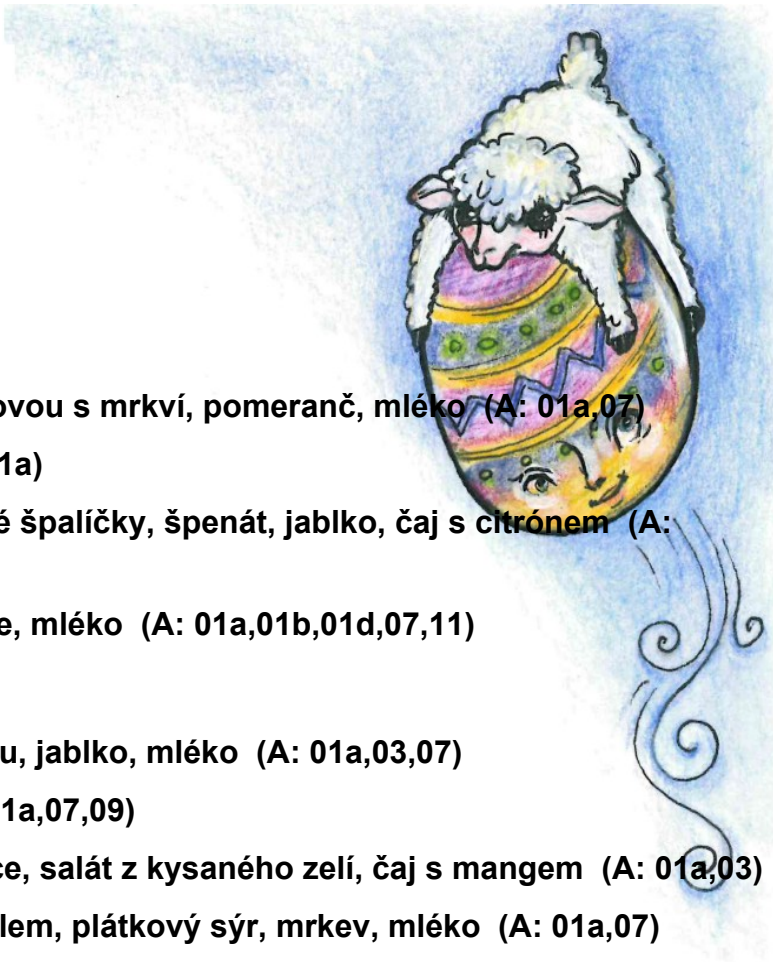 ovou s mrkví, pomeranč, mléko (A: 01a,07)
1a)
é špalíčky, špenát, jablko, čaj s citrónem (A:
e, mléko (A: 01a,01b,01d,07,11)
u, jablko, mléko (A: 01a,03,07)
1a,07,09)
ce, salát z kysaného zelí, čaj s mangem (A: 01a,03)
lem, plátkový sýr, mrkev, mléko (A: 01a,07)